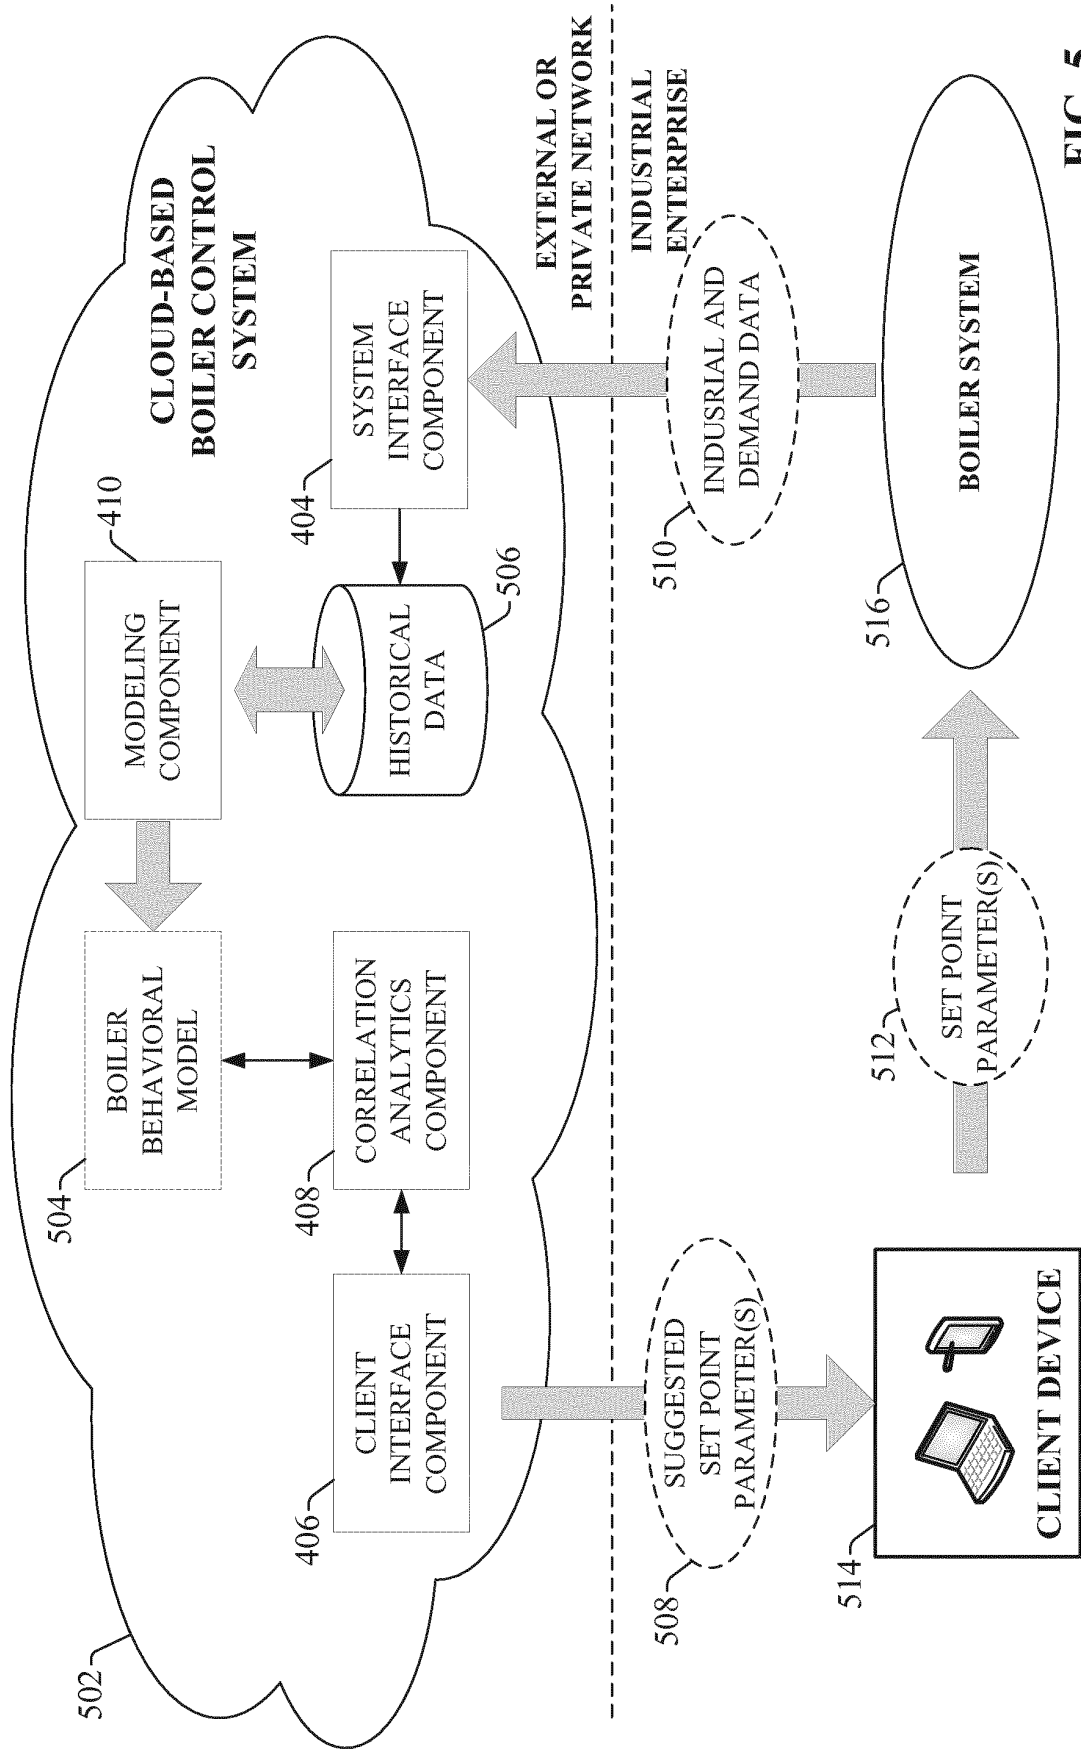 502
CLOUD-BASED
BOILER CONTROL
SYSTEM
504
BOILER
BEHAVIORAL
MODEL
MODELING
COMPONENT
410
406
CLIENT
INTERFACE
COMPONENT
408
CORRELATION
ANALYTICS
COMPONENT
HISTORICAL
DATA
506
404
SYSTEM
INTERFACE
COMPONENT
EXTERNAL OR
PRIVATE NETWORK
INDUSTRIAL
ENTERPRISE
508
SUGGESTED
SET POINT
PARAMETER(S)
510
INDUSRIAL AND
DEMAND DATA
514
CLIENT DEVICE
512
SET POINT
PARAMETER(S)
516
BOILER SYSTEM
FIG. 5